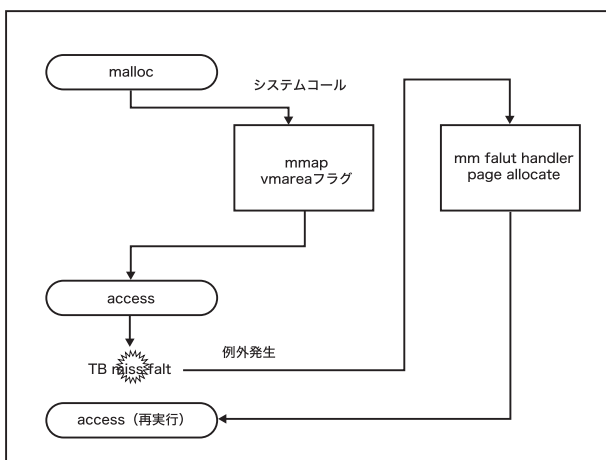 malloc
システムコール
mmap
vmareaフラグ
mm falut handler
page allocate
access
TB miss falt
例外発生
access（再実行）